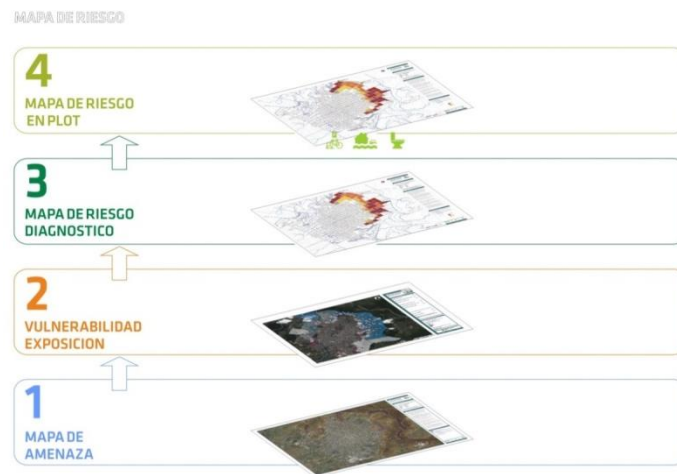 MAPA DE RIESGO
4
MAPA DE RIESGO
EN PLOT
3
MAPA DE RIESGO
DIAGNOSTICO
2
VULNERABILIDAD
EXPOSICION
1
MAPA DE
AMENAZA